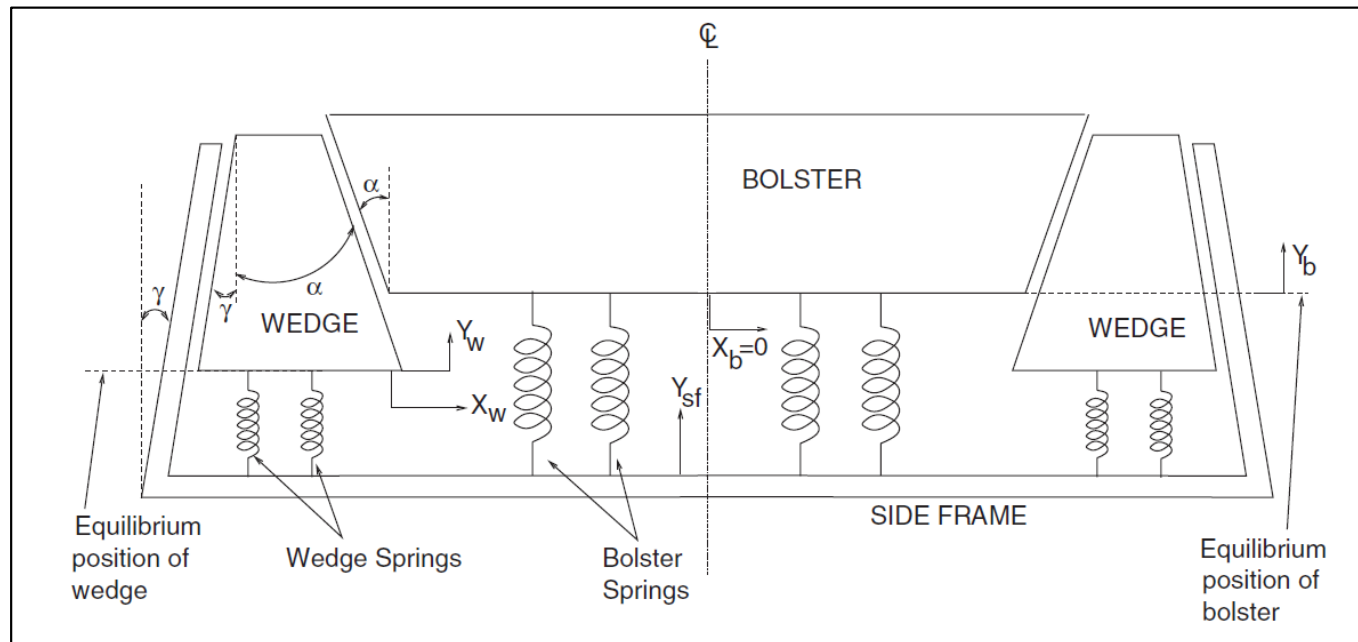 ℄
BOLSTER
α
α
γ
γ
WEDGE
Y_w
X_w
X_b=0
Y_sf
Y_b
WEDGE
SIDE FRAME
Equilibrium
position of
wedge
Wedge Springs
Bolster
Springs
Equilibrium
position of
bolster